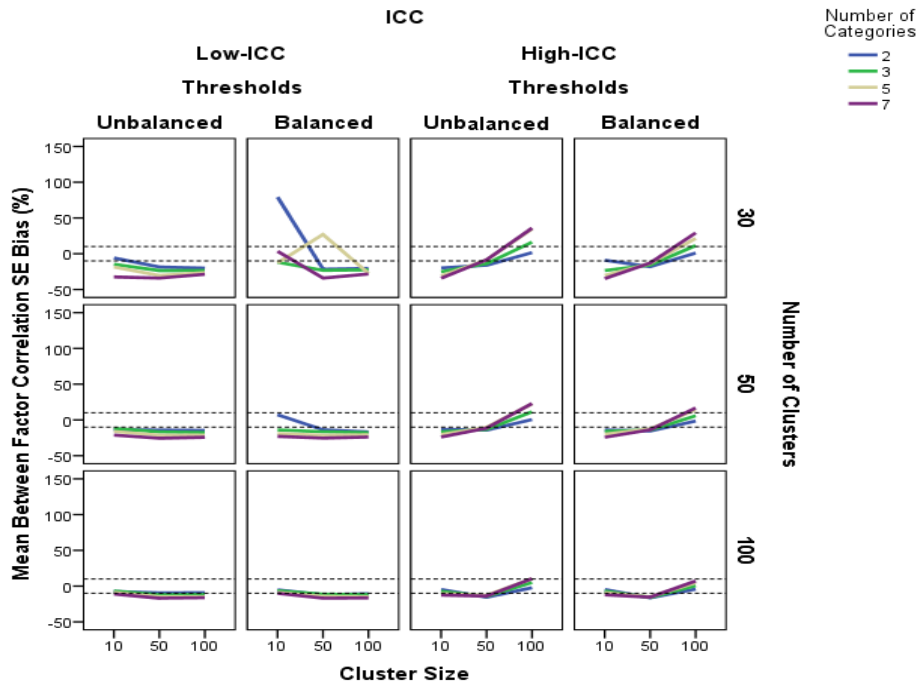 ICC
Low-ICC High-ICC
Thresholds Thresholds
Unbalanced Balanced Unbalanced Balanced
Number of
Categories
2
3
5
7
Mean Between Factor Correlation SE Bias (%)
150
100
50
0
-50
30
150
100
50
0
-50
50
150
100
50
0
-50
100
Number of Clusters
10 50 100 10 50 100 10 50 100 10 50 100
Cluster Size